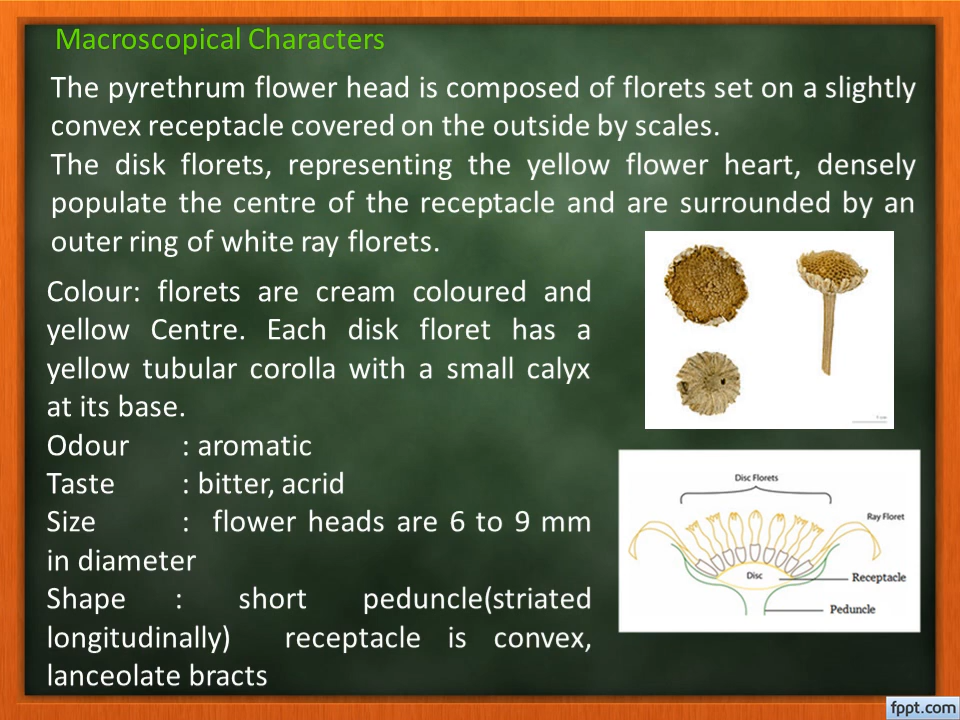 Macroscopical Characters
The pyrethrum flower head is composed of florets set on a slightly
convex receptacle covered on the outside by scales.
The disk florets, representing the yellow flower heart, densely
populate the centre of the receptacle and are surrounded by an
outer ring of white ray florets.
Colour: florets are cream coloured and
yellow Centre. Each disk floret has a
yellow tubular corolla with a small calyx
at its base.
Odour : aromatic
Taste : bitter, acrid
Size : flower heads are 6 to 9 mm
in diameter
Shape : short peduncle(striated
longitudinally) receptacle is convex,
lanceolate bracts
Disc Florets
Ray Floret
Disc
Receptacle
Peduncle
fppt.com